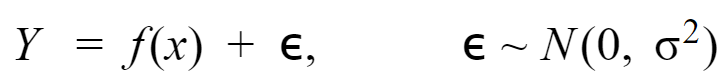 Y = f(x) + ϵ, ϵ ~ N(0, σ²)